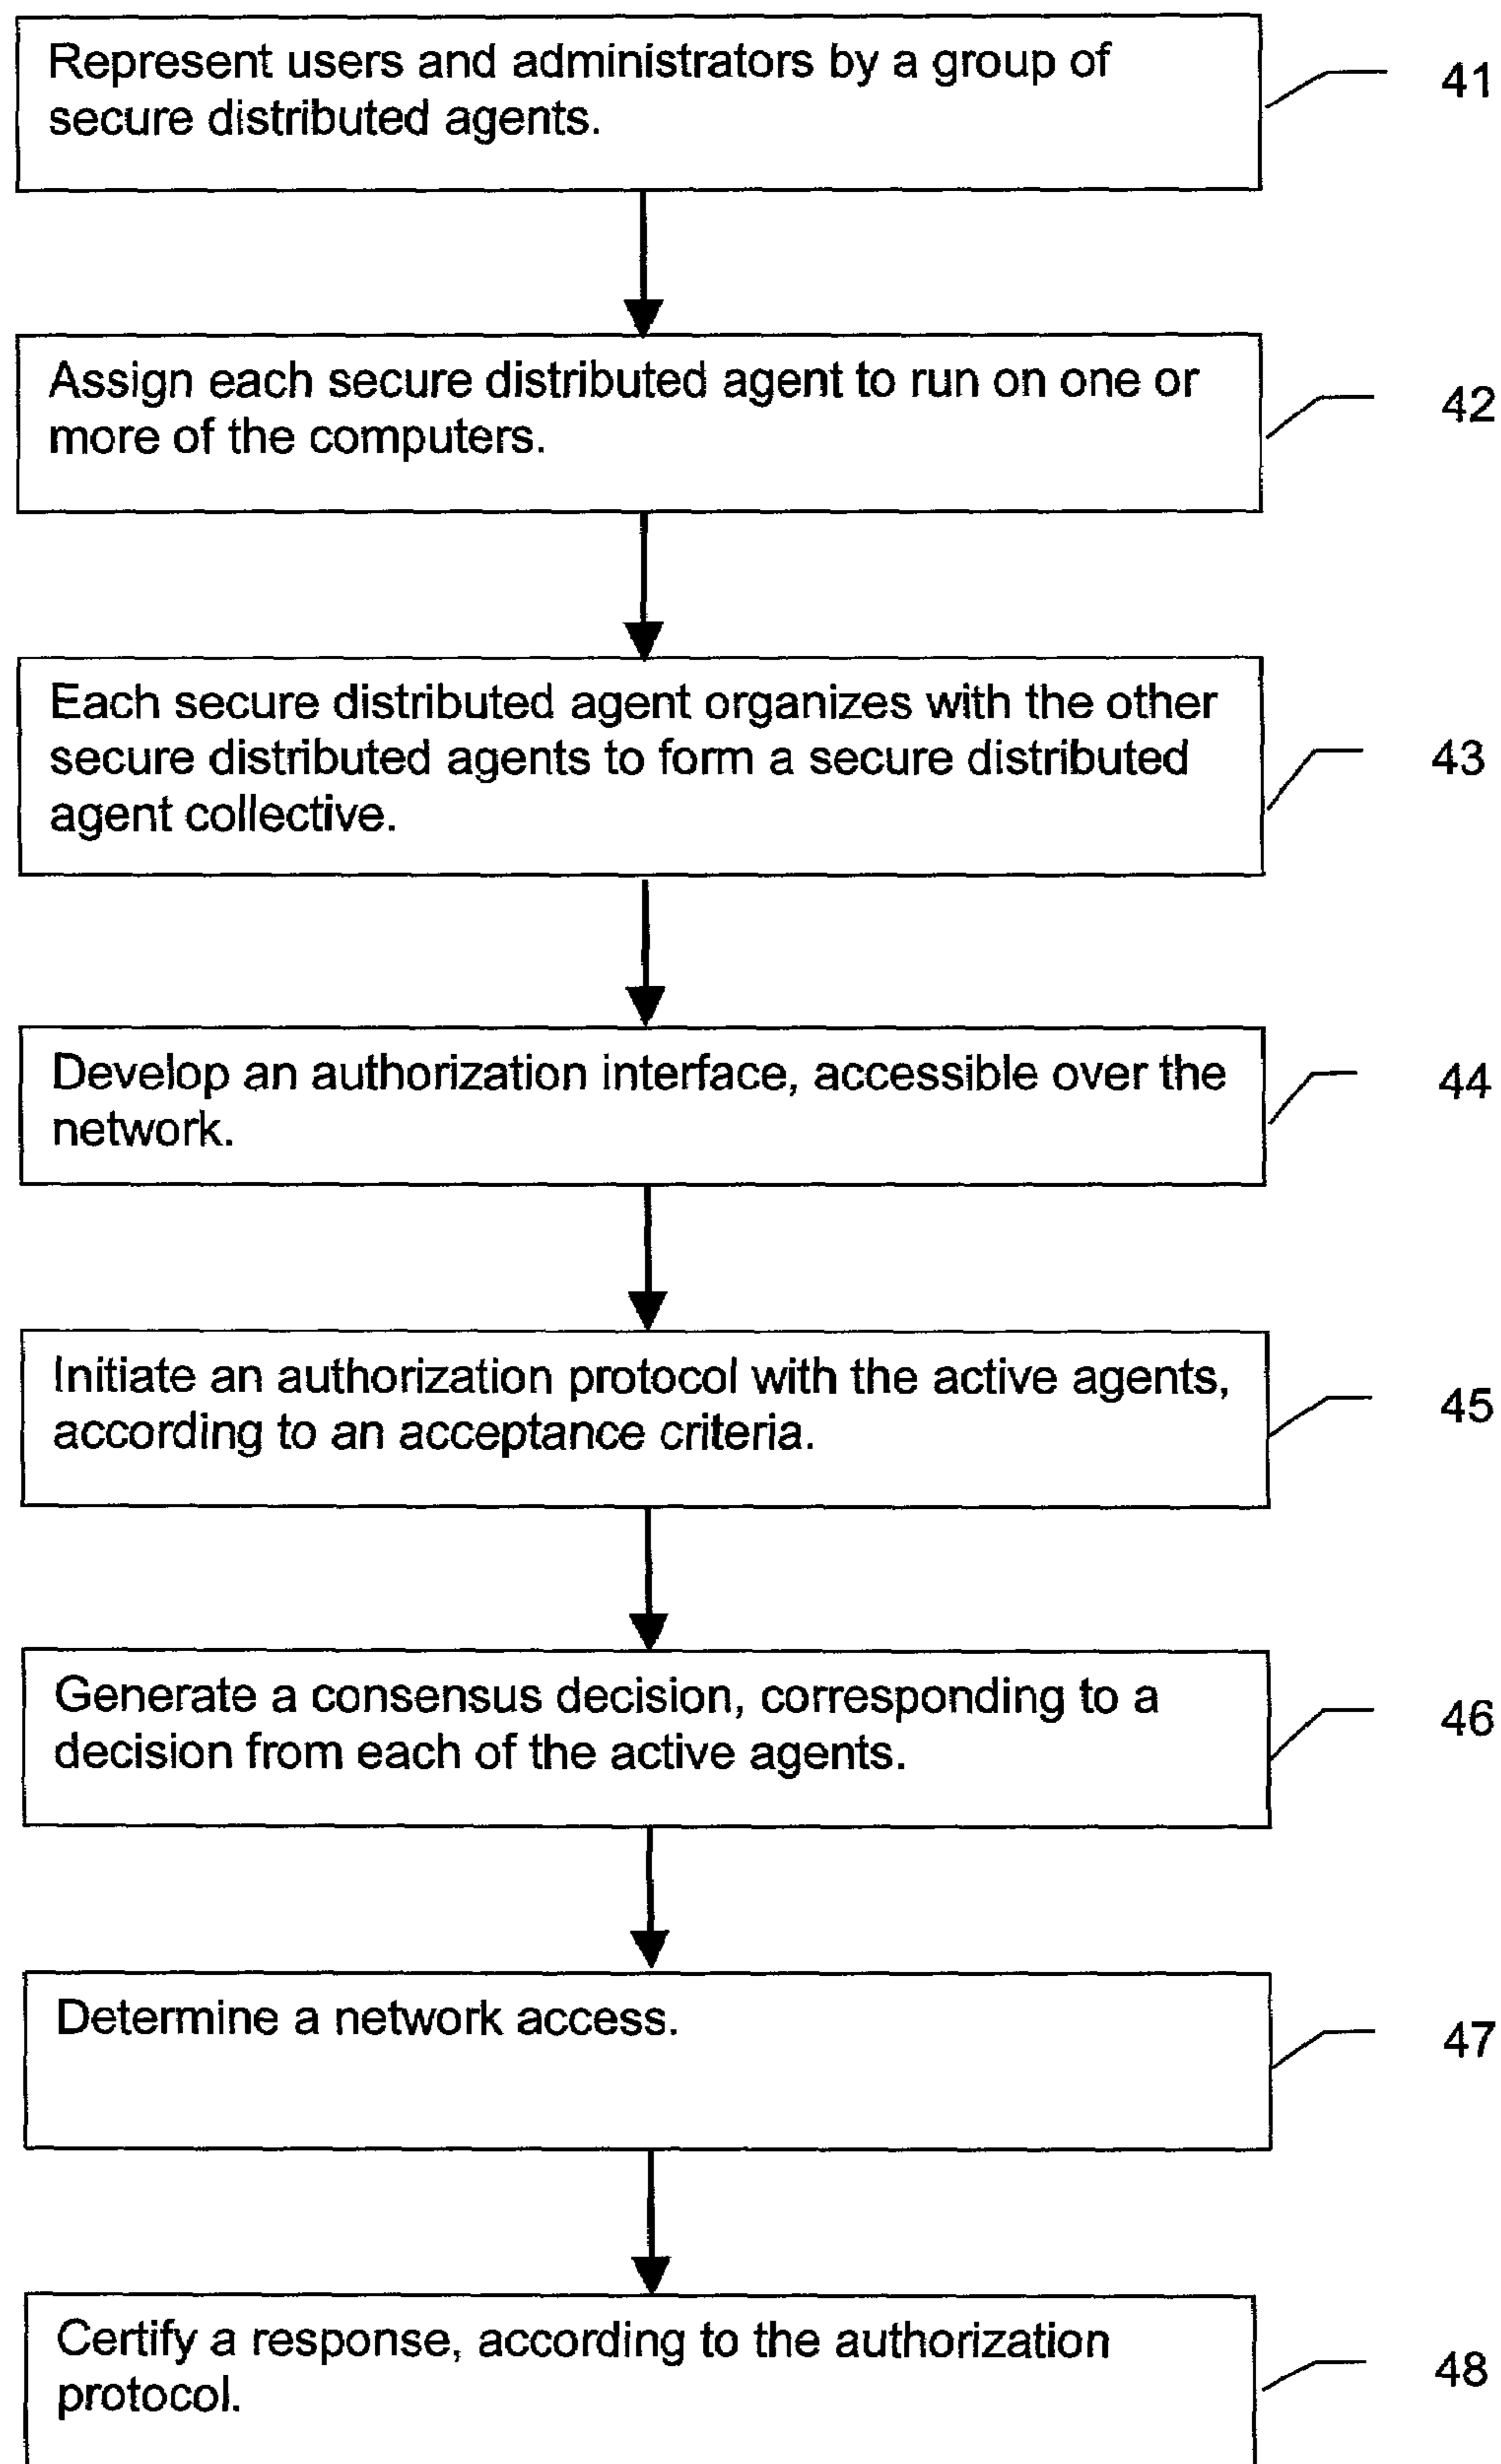 Represent users and administrators by a group of
secure distributed agents.
41
Assign each secure distributed agent to run on one or
more of the computers.
42
Each secure distributed agent organizes with the other
secure distributed agents to form a secure distributed
agent collective.
43
Develop an authorization interface, accessible over the
network.
44
Initiate an authorization protocol with the active agents,
according to an acceptance criteria.
45
Generate a consensus decision, corresponding to a
decision from each of the active agents.
46
Determine a network access.
47
Certify a response, according to the authorization
protocol.
48